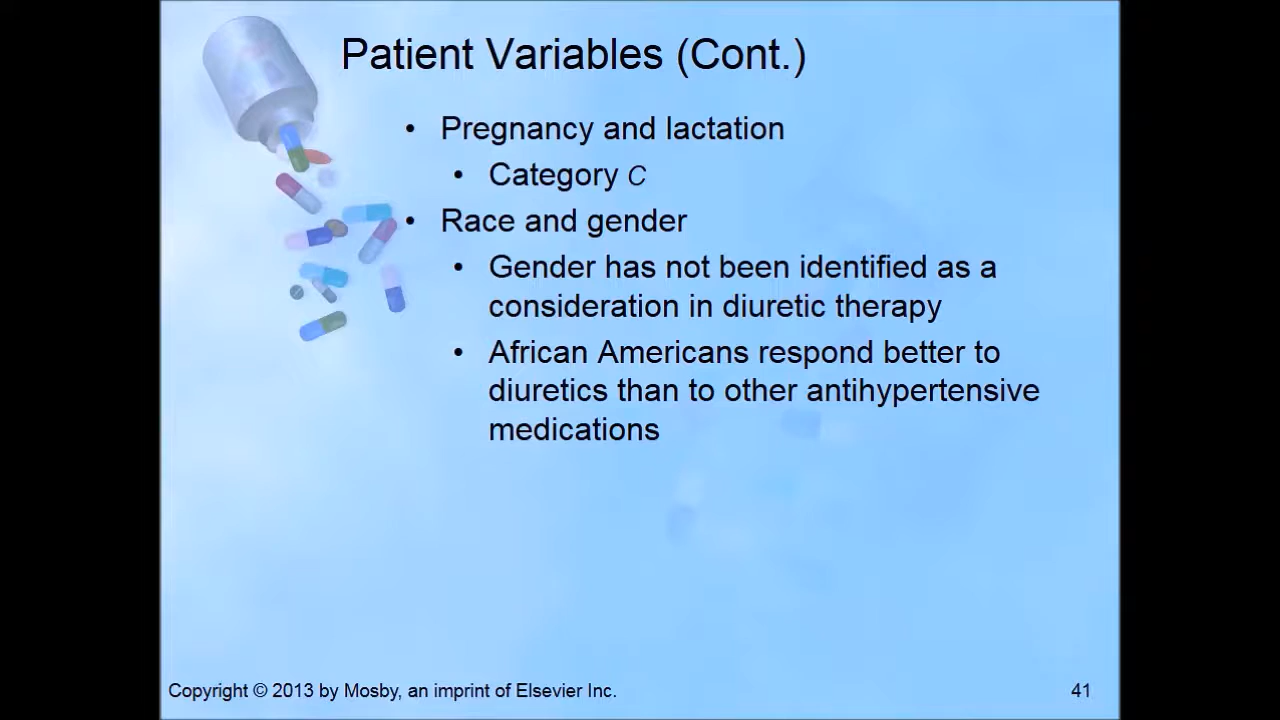 Patient Variables (Cont.)
• Pregnancy and lactation
• Category C
• Race and gender
• Gender has not been identified as a
consideration in diuretic therapy
• African Americans respond better to
diuretics than to other antihypertensive
medications
Copyright © 2013 by Mosby, an imprint of Elsevier Inc.
41